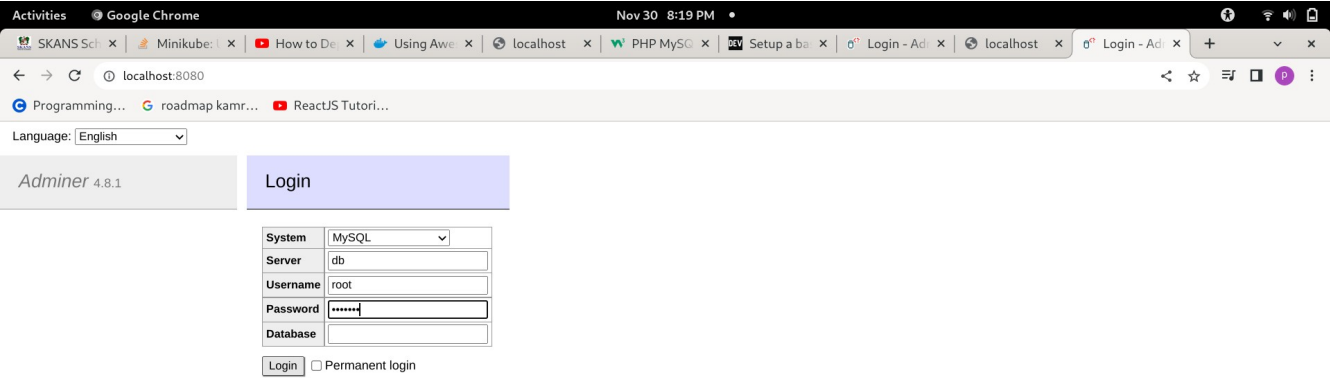 Activities Google Chrome Nov 30 8:19 PM
SKANS Sch Minikube: How to De Using Awe localhost PHP MySQ DEV Setup a ba Login - Ad localhost Login - Ad
localhost:8080 P
Programming... roadmap kamr... ReactJS Tutori...
Language: English
Adminer 4.8.1
Login
System MySQL
Server db
Username root
Password •••••••
Database
Login Permanent login